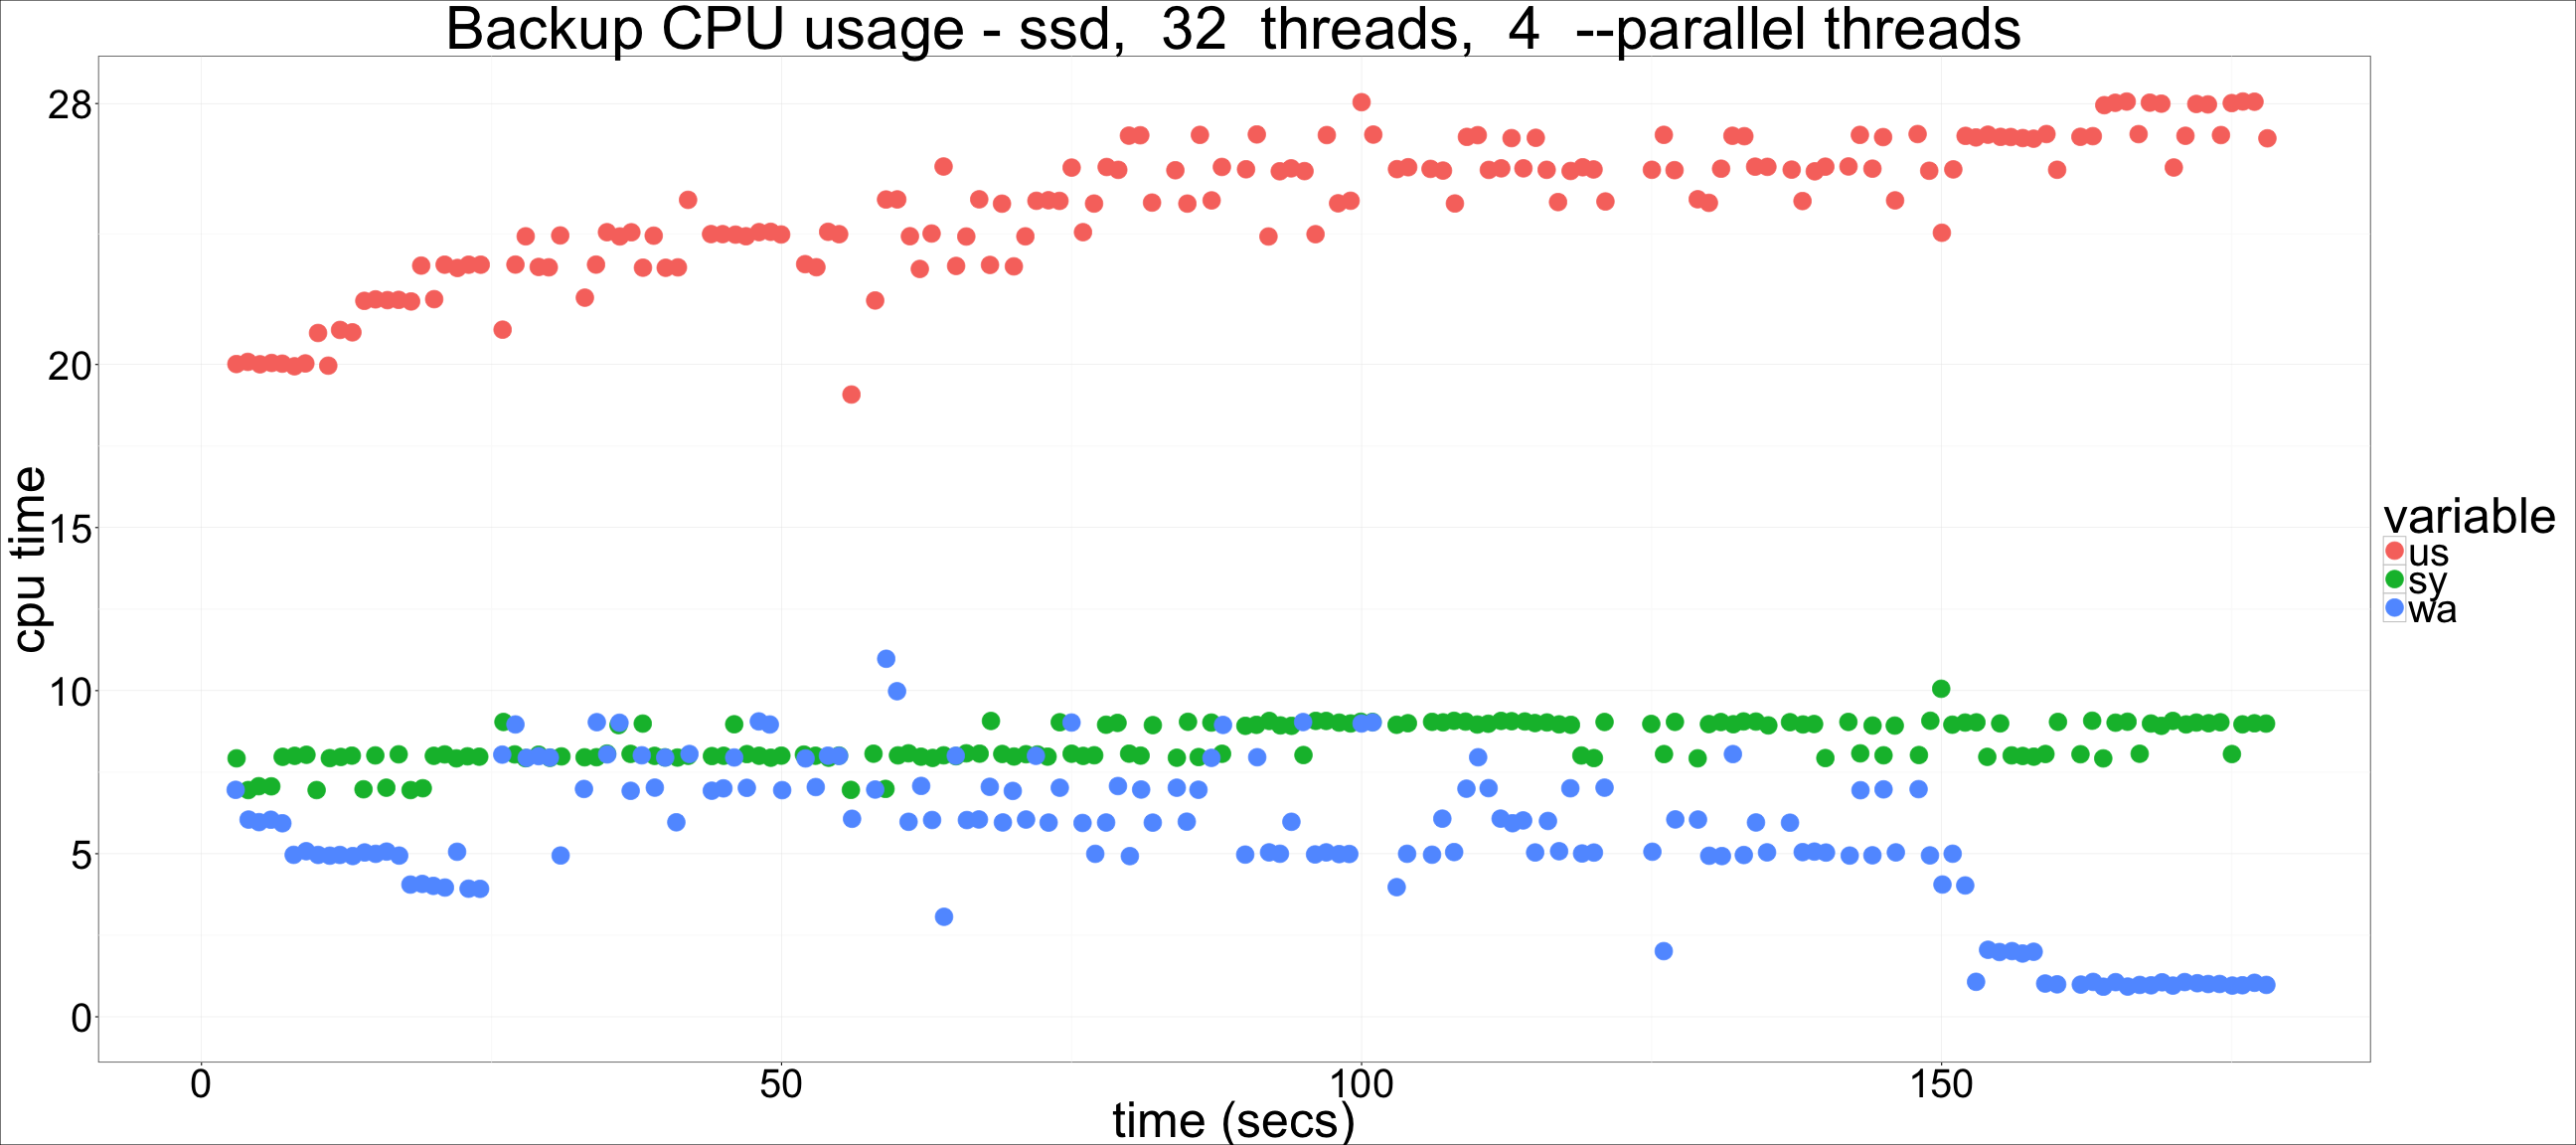 Backup CPU usage - ssd,  32  threads,  4  --parallel threads
28
20
15
10
5
0
cpu time
0 50 100 150
time (secs)
variable
us
sy
wa